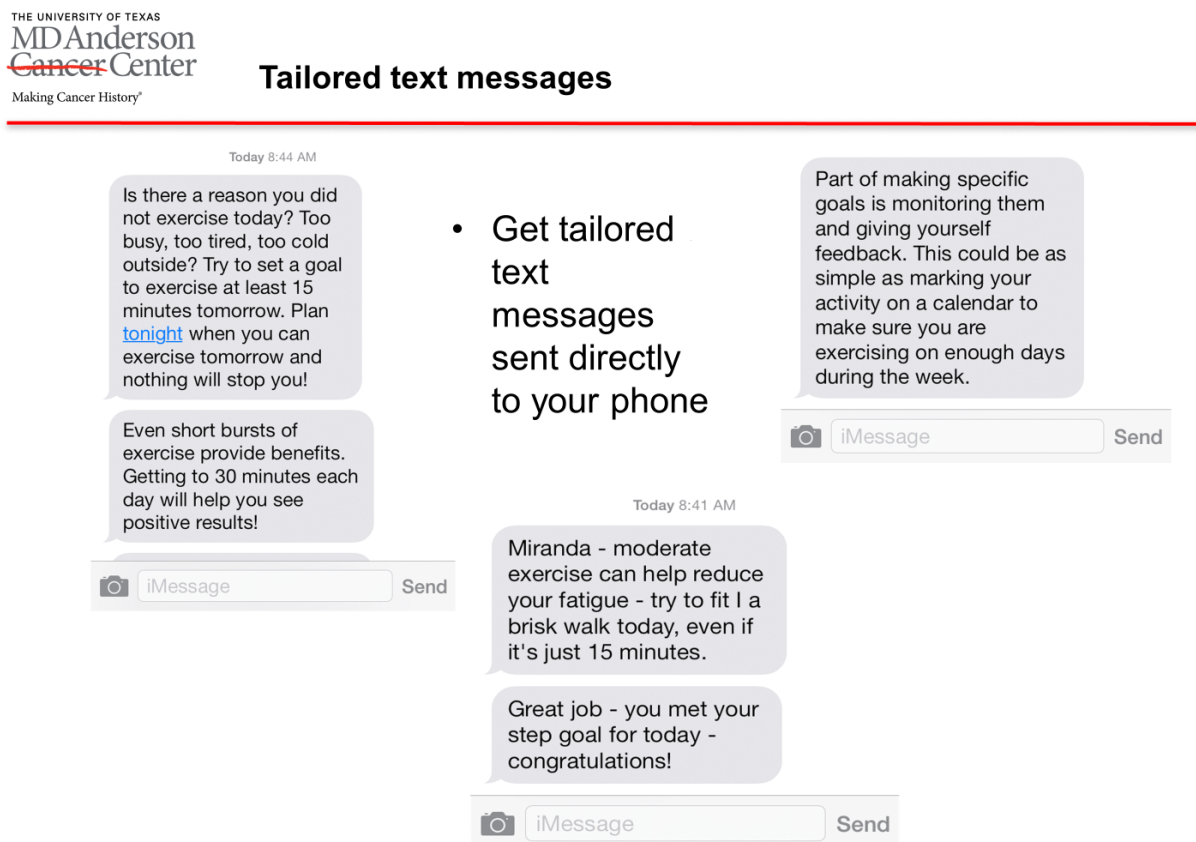 THE UNIVERSITY OF TEXAS
MD Anderson
Cancer Center
Making Cancer History®
Tailored text messages
Today 8:44 AM
Is there a reason you did
not exercise today? Too
busy, too tired, too cold
outside? Try to set a goal
to exercise at least 15
minutes tomorrow. Plan
tonight when you can
exercise tomorrow and
nothing will stop you!
Even short bursts of
exercise provide benefits.
Getting to 30 minutes each
day will help you see
positive results!
iMessage
Send
• Get tailored
text
messages
sent directly
to your phone
Part of making specific
goals is monitoring them
and giving yourself
feedback. This could be as
simple as marking your
activity on a calendar to
make sure you are
exercising on enough days
during the week.
iMessage
Send
Today 8:41 AM
Miranda - moderate
exercise can help reduce
your fatigue - try to fit I a
brisk walk today, even if
it's just 15 minutes.
Great job - you met your
step goal for today -
congratulations!
iMessage
Send